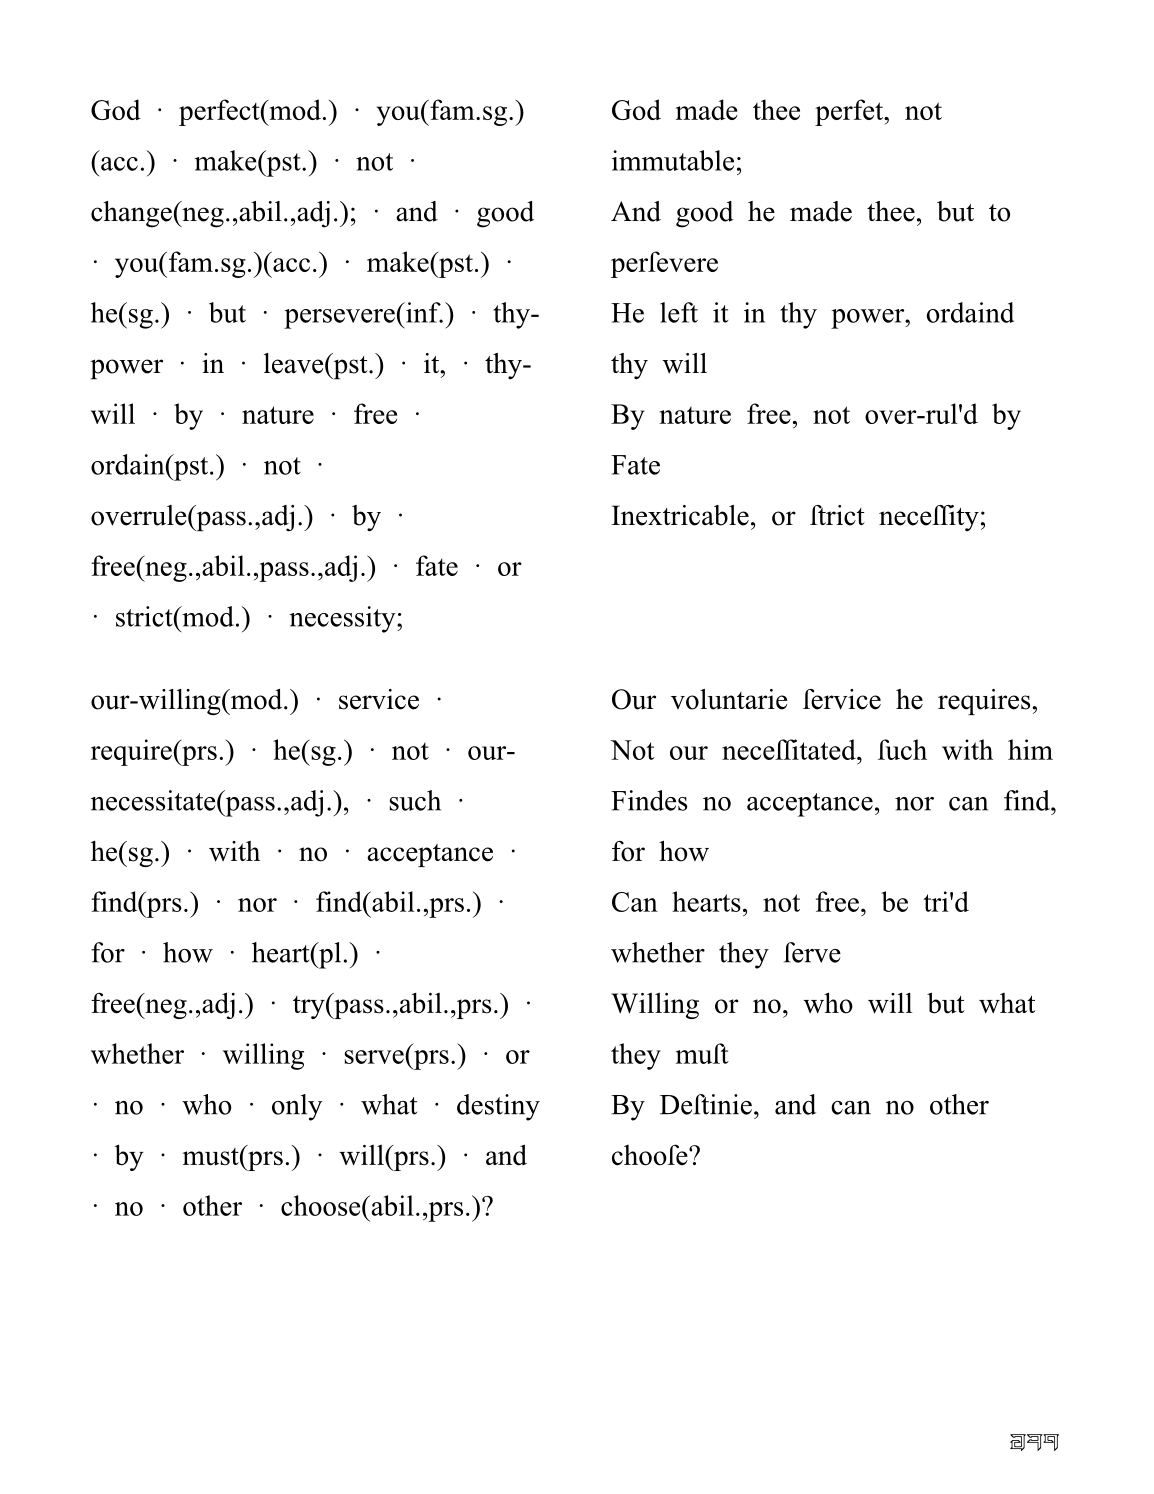 God · perfect(mod.) · you(fam.sg.)
(acc.) · make(pst.) · not ·
change(neg.,abil.,adj.); · and · good
· you(fam.sg.)(acc.) · make(pst.) ·
he(sg.) · but · persevere(inf.) · thy-
power · in · leave(pst.) · it, · thy-
will · by · nature · free ·
ordain(pst.) · not ·
overrule(pass.,adj.) · by ·
free(neg.,abil.,pass.,adj.) · fate · or
· strict(mod.) · necessity;
God made thee perfet, not
immutable;
And good he made thee, but to
perſevere
He left it in thy power, ordaind
thy will
By nature free, not over-rul'd by
Fate
Inextricable, or ſtrict neceſſity;
our-willing(mod.) · service ·
require(prs.) · he(sg.) · not · our-
necessitate(pass.,adj.), · such ·
he(sg.) · with · no · acceptance ·
find(prs.) · nor · find(abil.,prs.) ·
for · how · heart(pl.) ·
free(neg.,adj.) · try(pass.,abil.,prs.) ·
whether · willing · serve(prs.) · or
· no · who · only · what · destiny
· by · must(prs.) · will(prs.) · and
· no · other · choose(abil.,prs.)?
Our voluntarie ſervice he requires,
Not our neceſſitated, ſuch with him
Findes no acceptance, nor can find,
for how
Can hearts, not free, be tri'd
whether they ſerve
Willing or no, who will but what
they muſt
By Deſtinie, and can no other
chooſe?